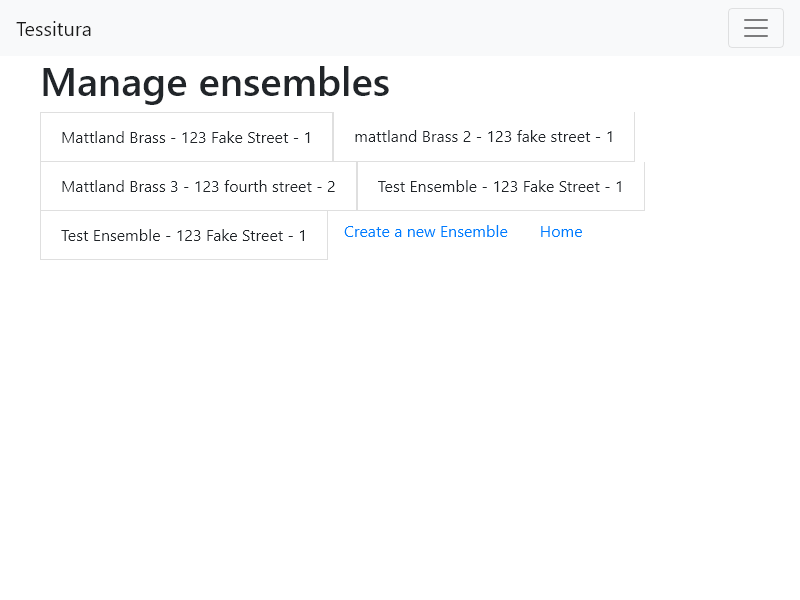 Tessitura
Manage ensembles
Mattland Brass - 123 Fake Street - 1
mattland Brass 2 - 123 fake street - 1
Mattland Brass 3 - 123 fourth street - 2
Test Ensemble - 123 Fake Street - 1
Test Ensemble - 123 Fake Street - 1
Create a new Ensemble
Home